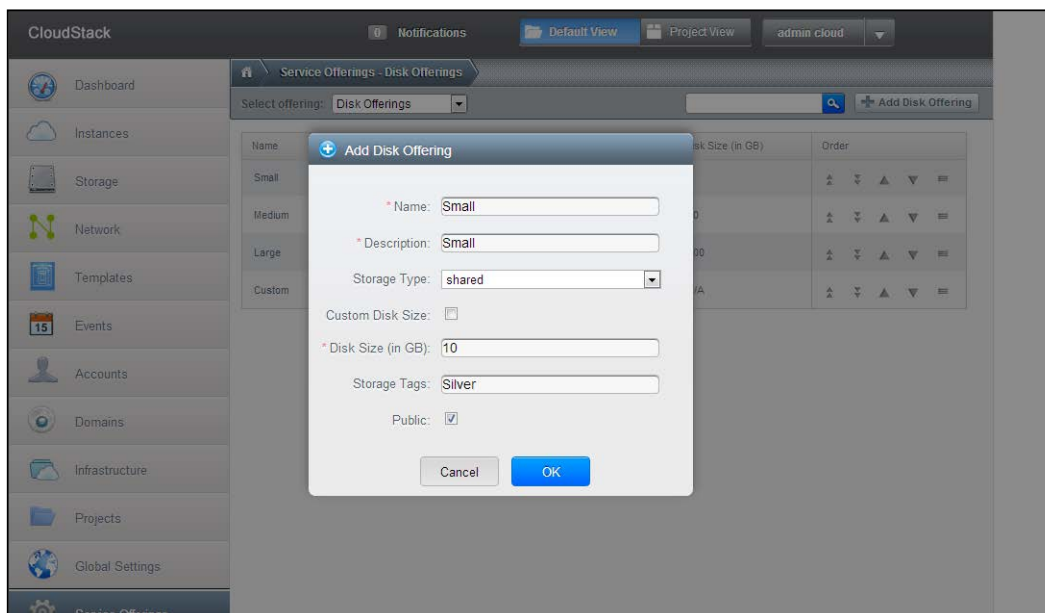 CloudStack
0 Notifications
Default View
Project View
admin cloud
Dashboard
Instances
Storage
Network
Templates
15
Events
Accounts
Domains
Infrastructure
Projects
Global Settings
Service Offerings
Service Offerings - Disk Offerings
Select offering: Disk Offerings
Add Disk Offering
Name
Order
Small
Medium
Large
Custom
(in GB)
Add Disk Offering
* Name: Small
* Description: Small
Storage Type: shared
Custom Disk Size:
* Disk Size (in GB): 10
Storage Tags: Silver
Public:
Cancel
OK